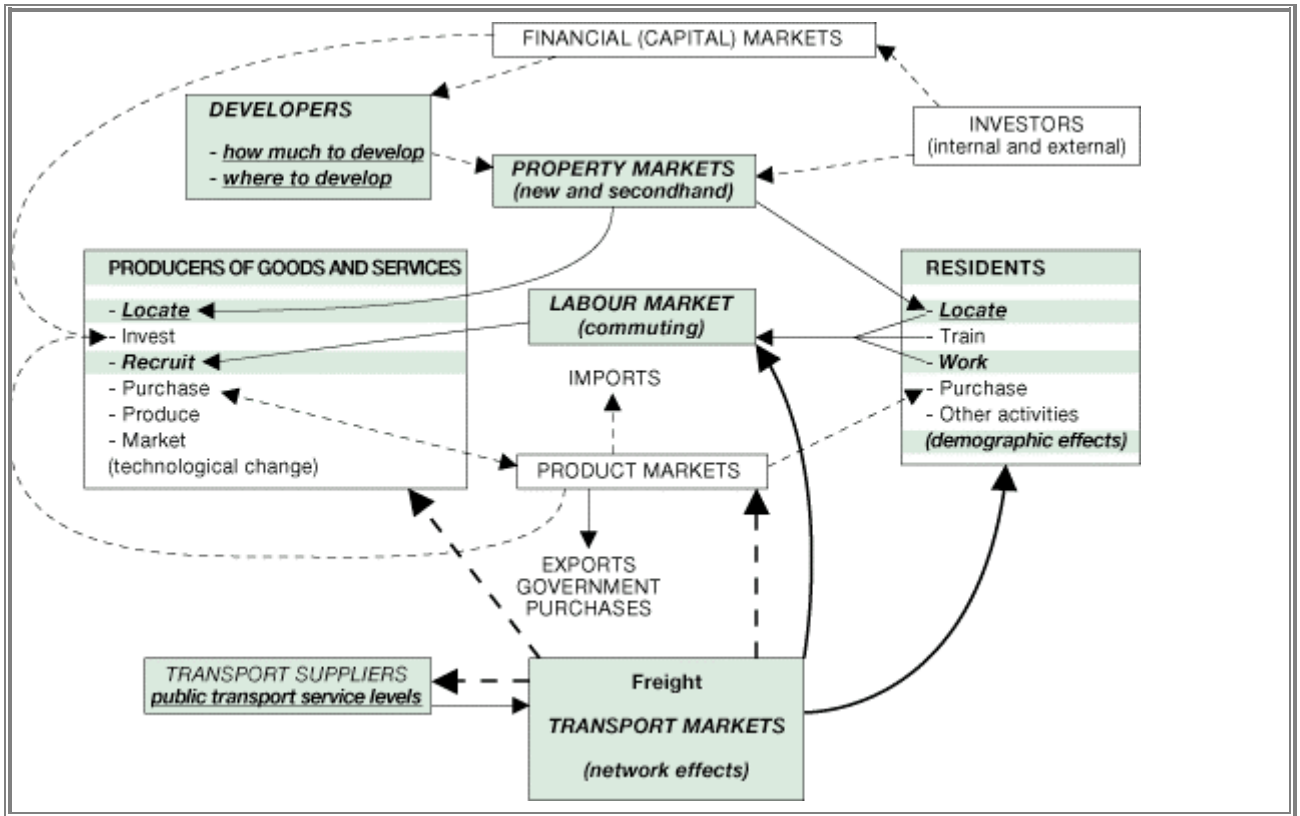 FINANCIAL (CAPITAL) MARKETS
DEVELOPERS
- how much to develop
- where to develop
INVESTORS
(internal and external)
PROPERTY MARKETS
(new and secondhand)
PRODUCERS OF GOODS AND SERVICES
- Locate
- Invest
- Recruit
- Purchase
- Produce
- Market
(technological change)
LABOUR MARKET
(commuting)
RESIDENTS
- Locate
- Train
- Work
- Purchase
- Other activities
(demographic effects)
IMPORTS
PRODUCT MARKETS
EXPORTS
GOVERNMENT
PURCHASES
TRANSPORT SUPPLIERS
public transport service levels
Freight
TRANSPORT MARKETS
(network effects)